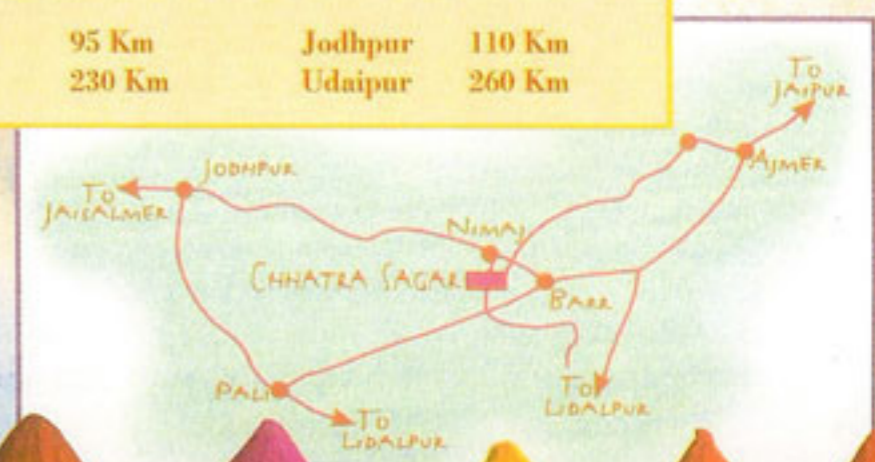 95 Km Jodhpur 110 Km
230 Km Udaipur 260 Km
TO
JAIPUR
AJMER
JODHPUR
TO
JAISALMER
NIMAJ
CHHATRA SAGAR
BARR
PALI
TO
UDAIPUR
TO
UDAIPUR